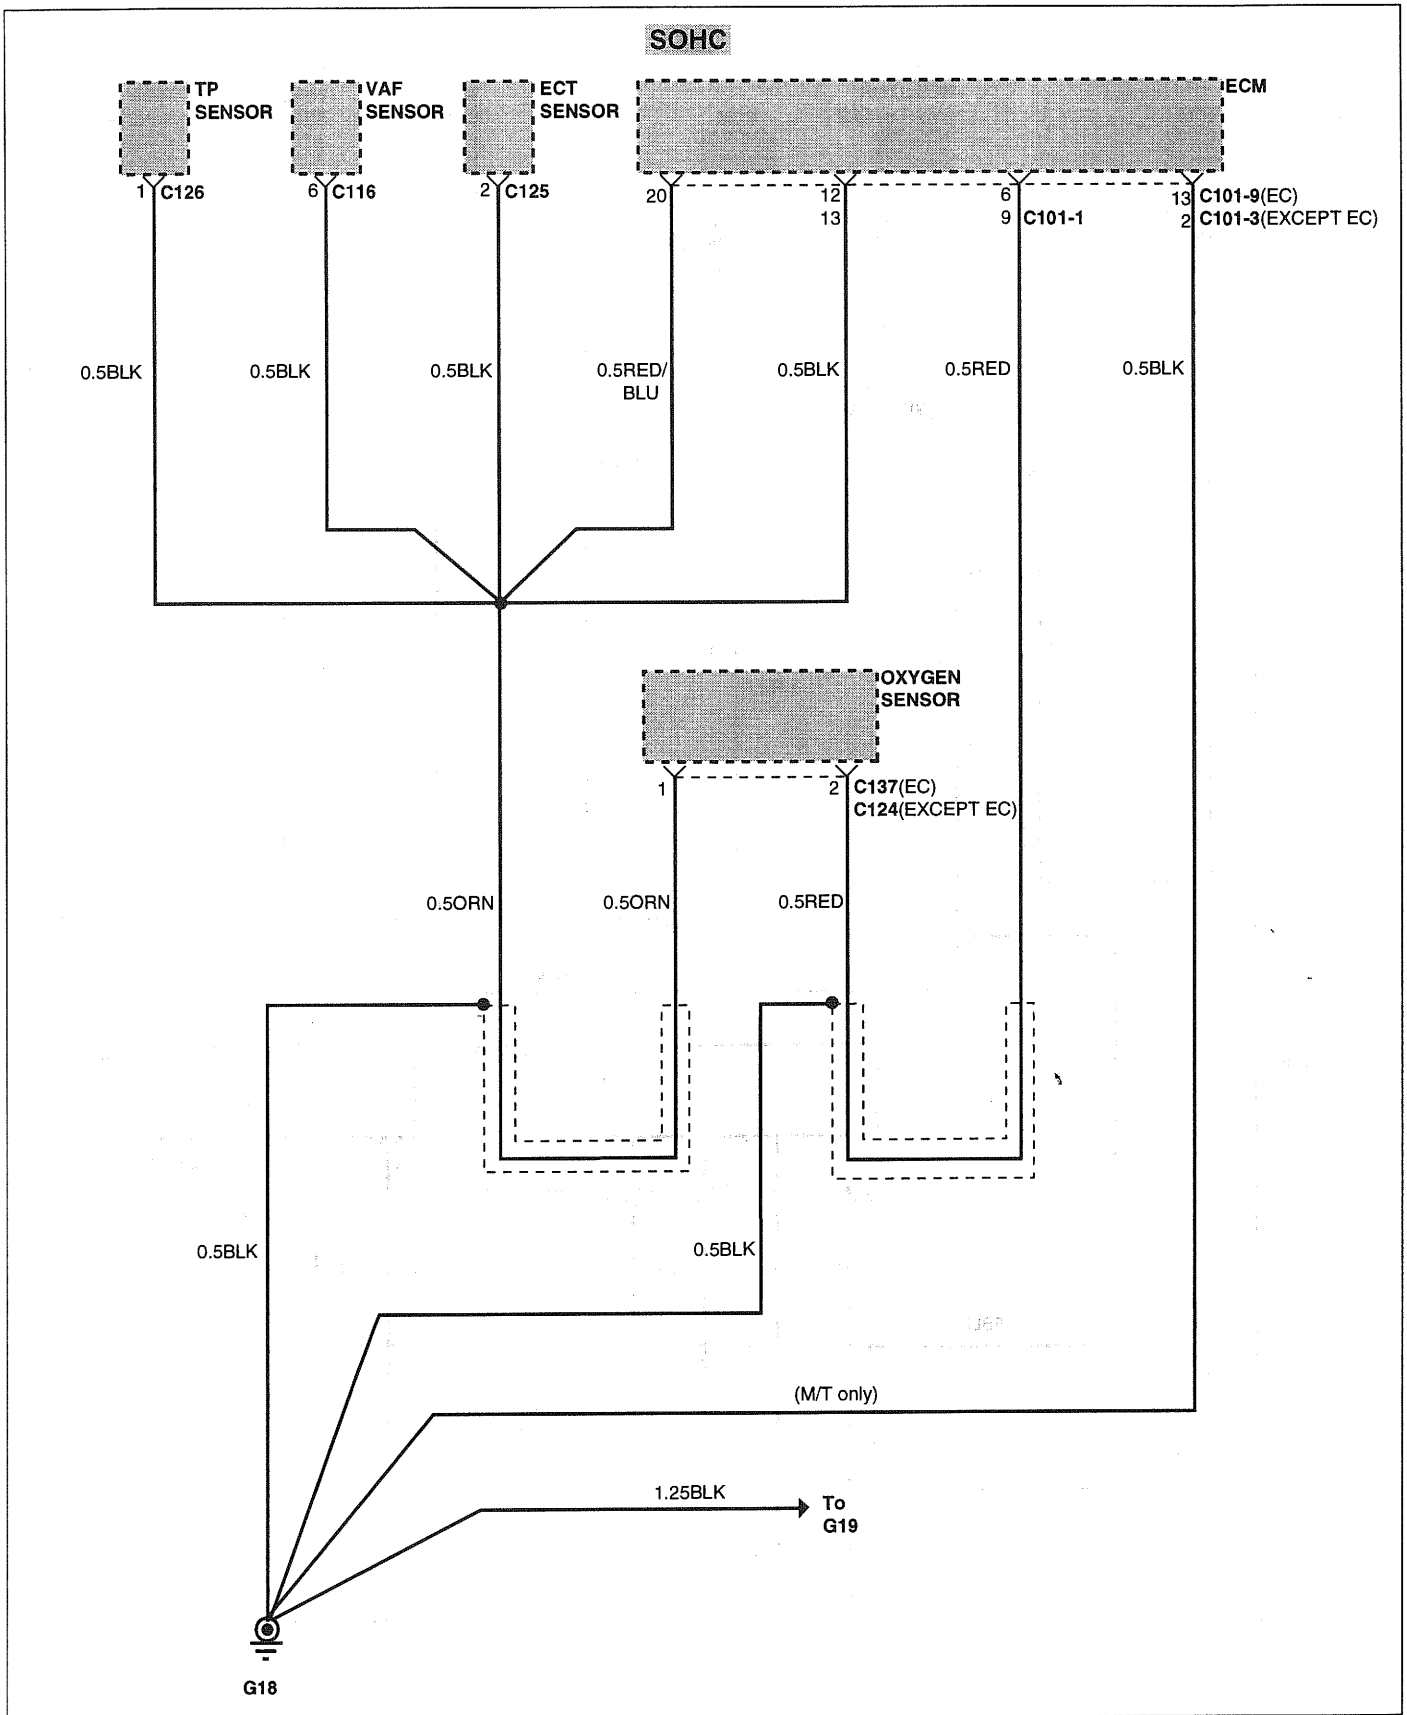 SOHC
TP
SENSOR
VAF
SENSOR
ECT
SENSOR
ECM
1 C126
6 C116
2 C125
20
12
13
6
9 C101-1
13 C101-9(EC)
2 C101-3(EXCEPT EC)
0.5BLK
0.5BLK
0.5BLK
0.5RED/
BLU
0.5BLK
0.5RED
0.5BLK
OXYGEN
SENSOR
1
2 C137(EC)
C124(EXCEPT EC)
0.5ORN
0.5ORN
0.5RED
0.5BLK
0.5BLK
(M/T only)
1.25BLK
To
G19
G18